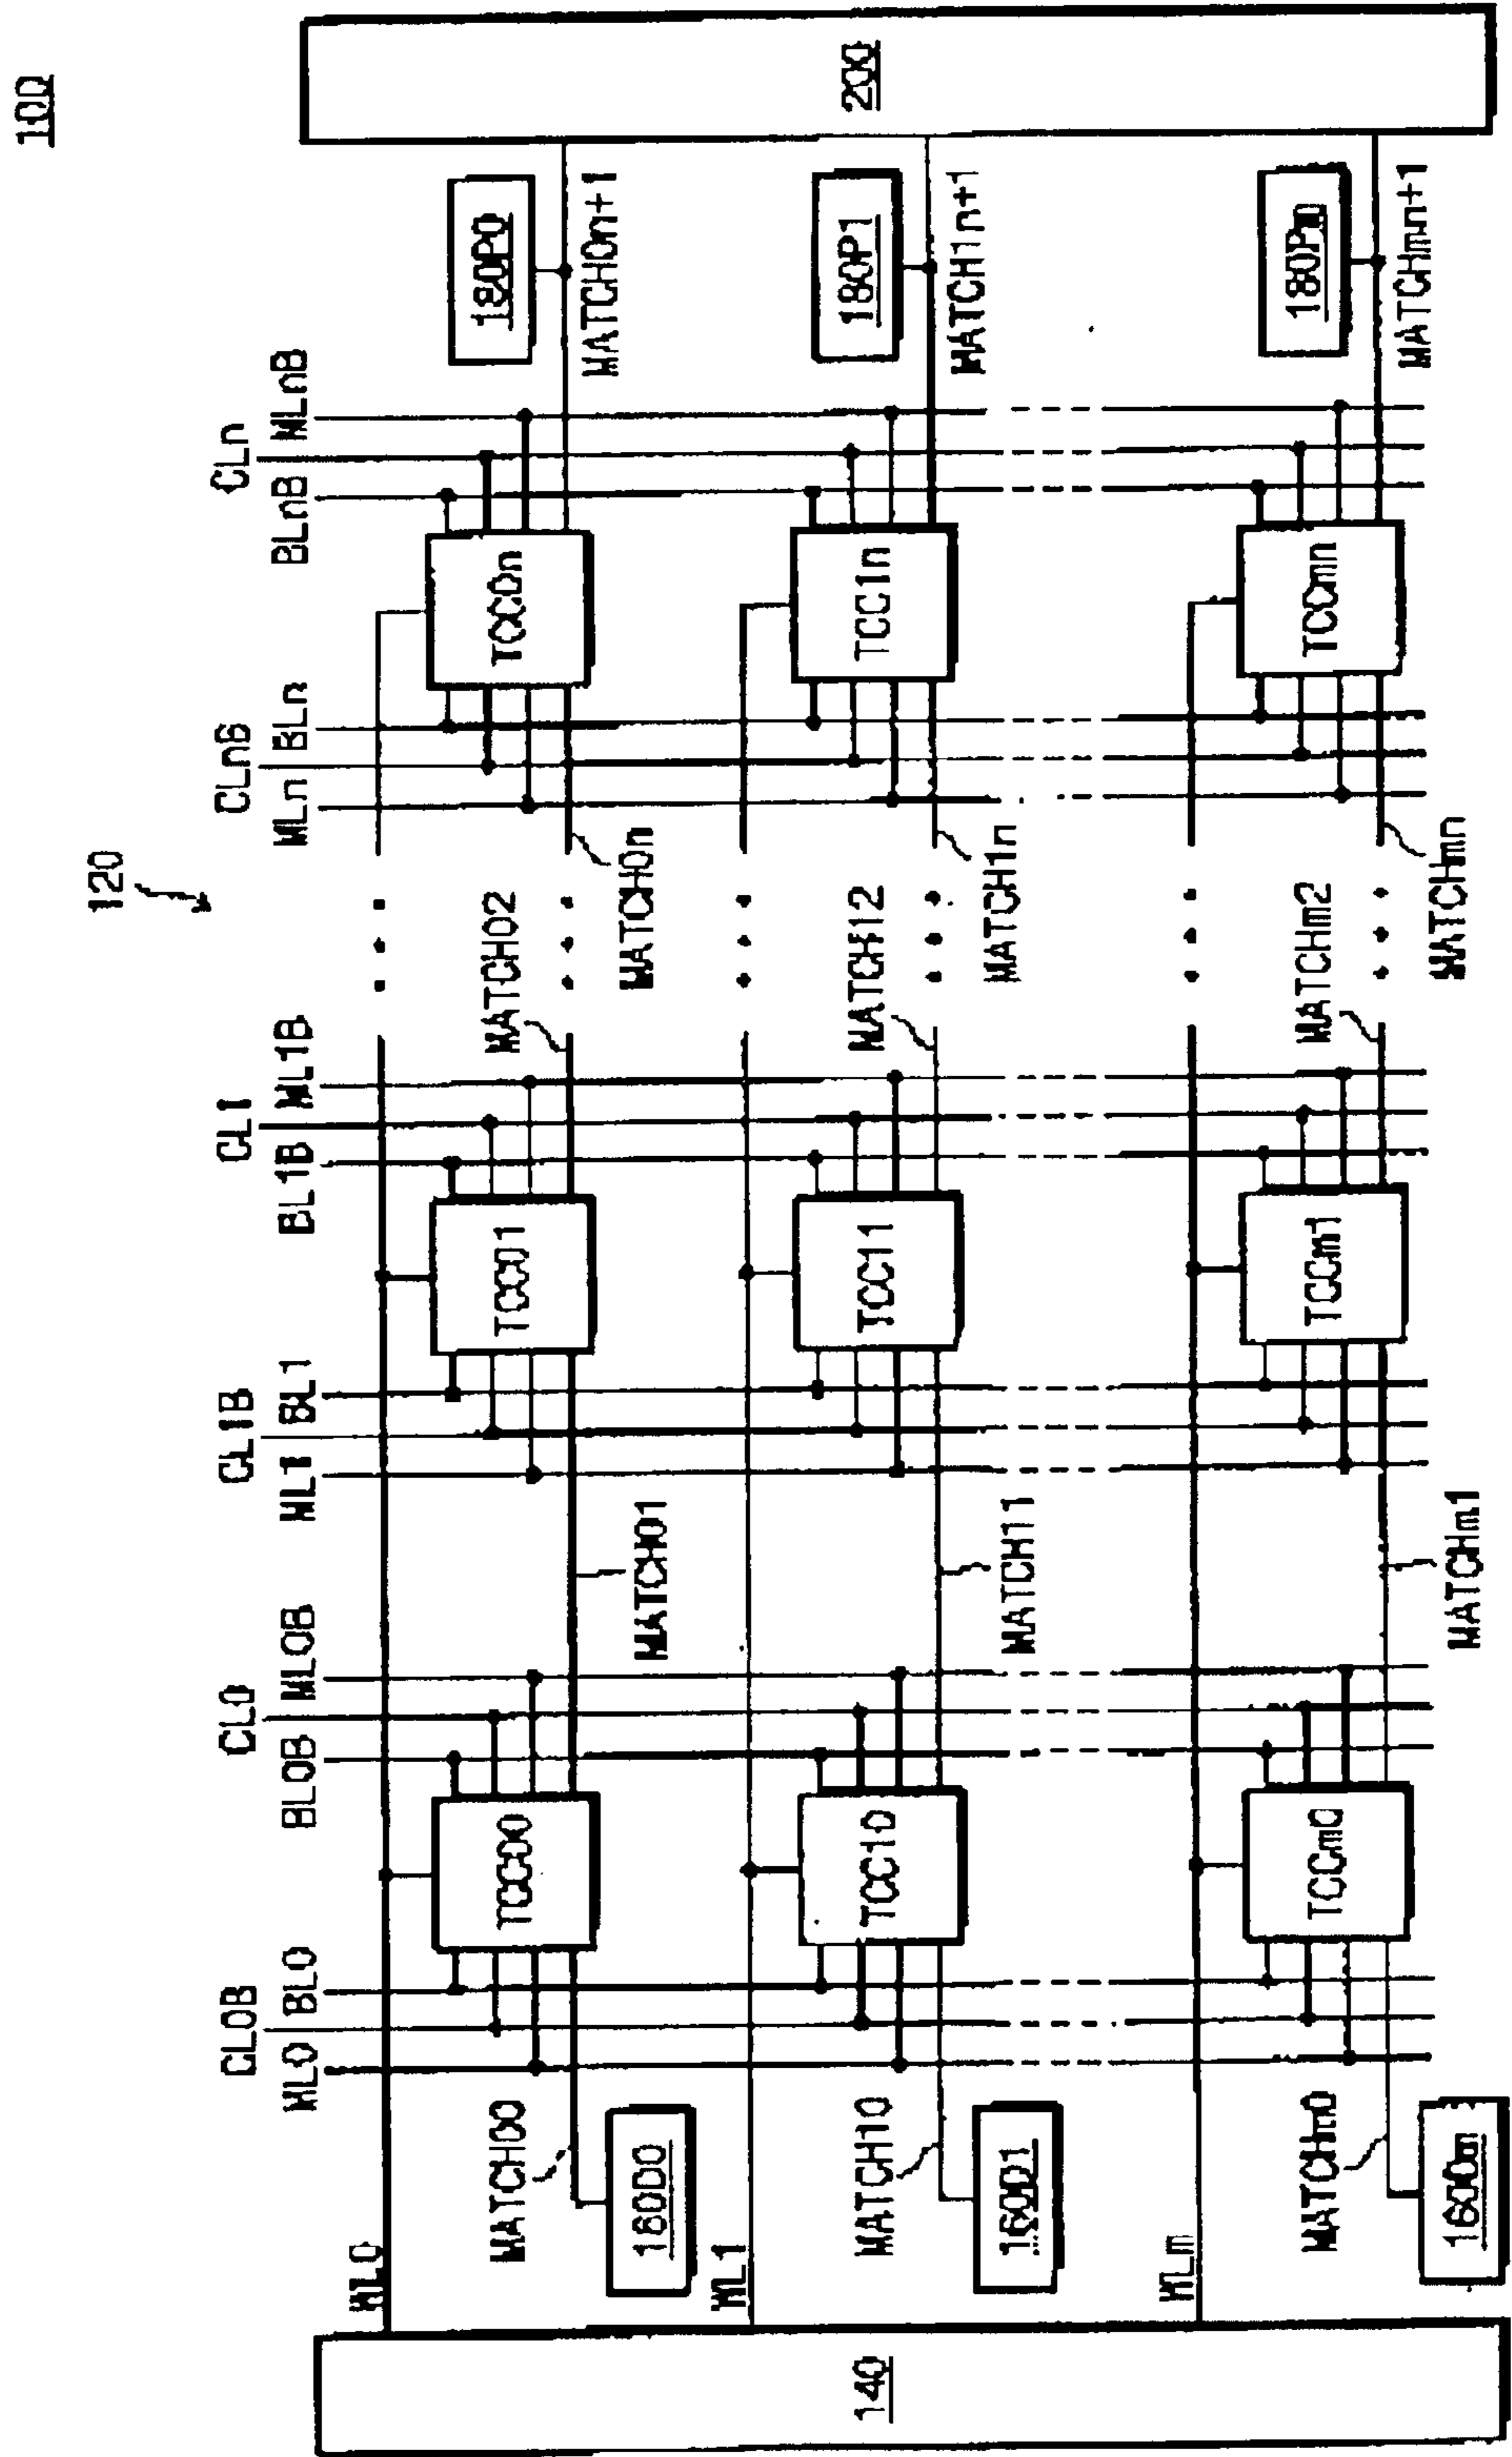 100
120
CL0B
CL0
CL1B
CL1
CLnB
CLn
ML0
BL0
BL0B
ML0B
ML1
BL1
BL1B
ML1B
MLn
BLn
BLnB
MLnB
WL0
TCC00
TCC01
TCC0n
180P0
MATCH00
MATCH01
MATCH02
MATCH0n
MATCH0n+1
160D0
WL1
TCC10
TCC11
TCC1n
180P1
MATCH10
MATCH11
MATCH12
MATCH1n
MATCH1n+1
160D1
WLm
TCCm0
TCCm1
TCCmn
180Pm
MATCHm0
MATCHm1
MATCHm2
MATCHmn
MATCHmn+1
160Dm
140
200